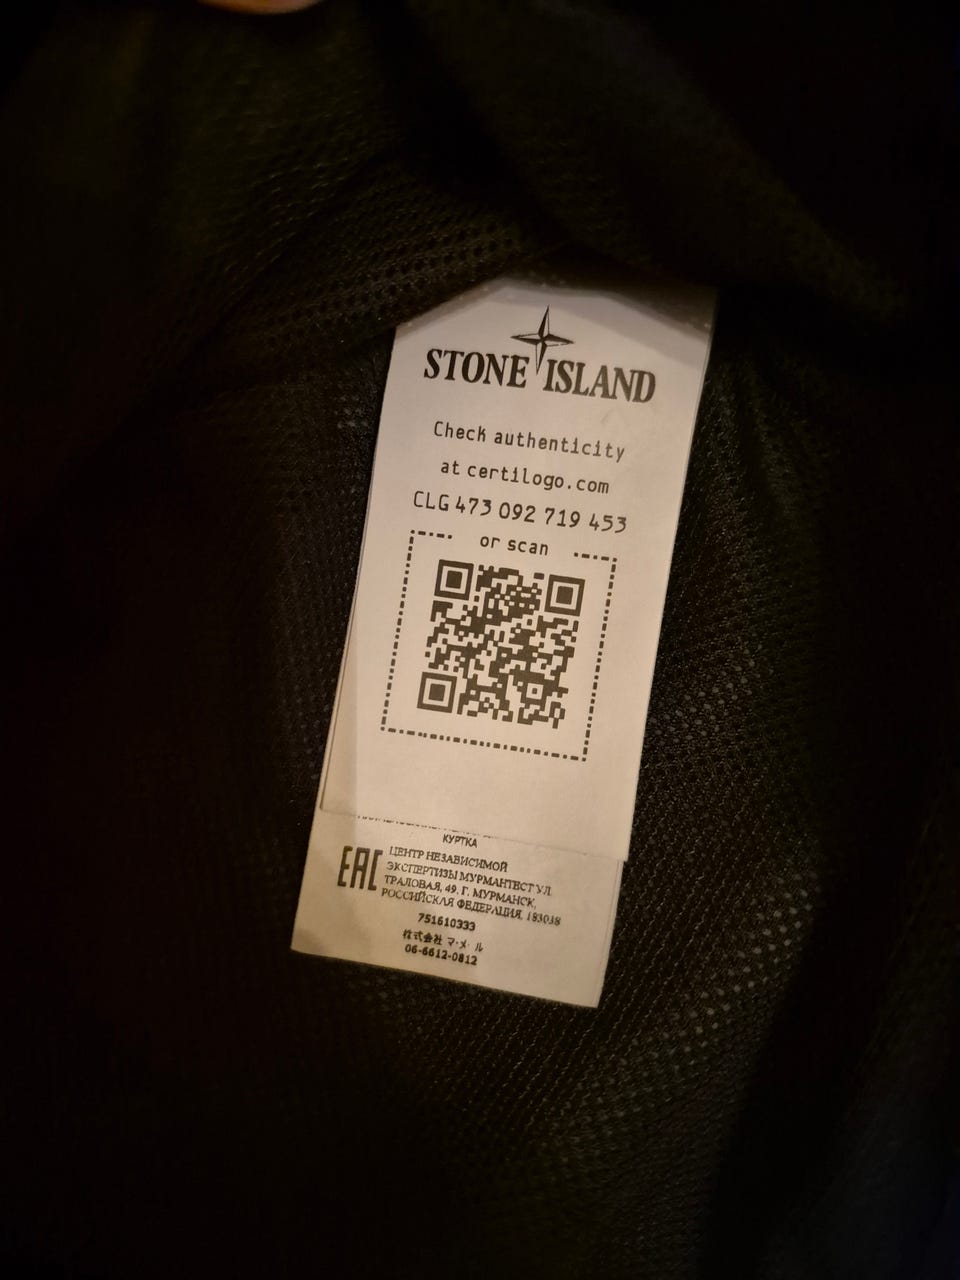 STONE ISLAND
Check authenticity
at certilogo.com
CLG 473 092 719 453
or scan
КУРТКА
EAC
ЦЕНТР НЕЗАВИСИМОЙ
ЭКСПЕРТИЗЫ МУРМАНТЕСТ УЛ.
ТРАЛОВАЯ, 49. Г. МУРМАНСК,
РОССИЙСКАЯ ФЕДЕРАЦИЯ, 183038
751610333
株式会社 マ・メ・ル
06-6612-0812